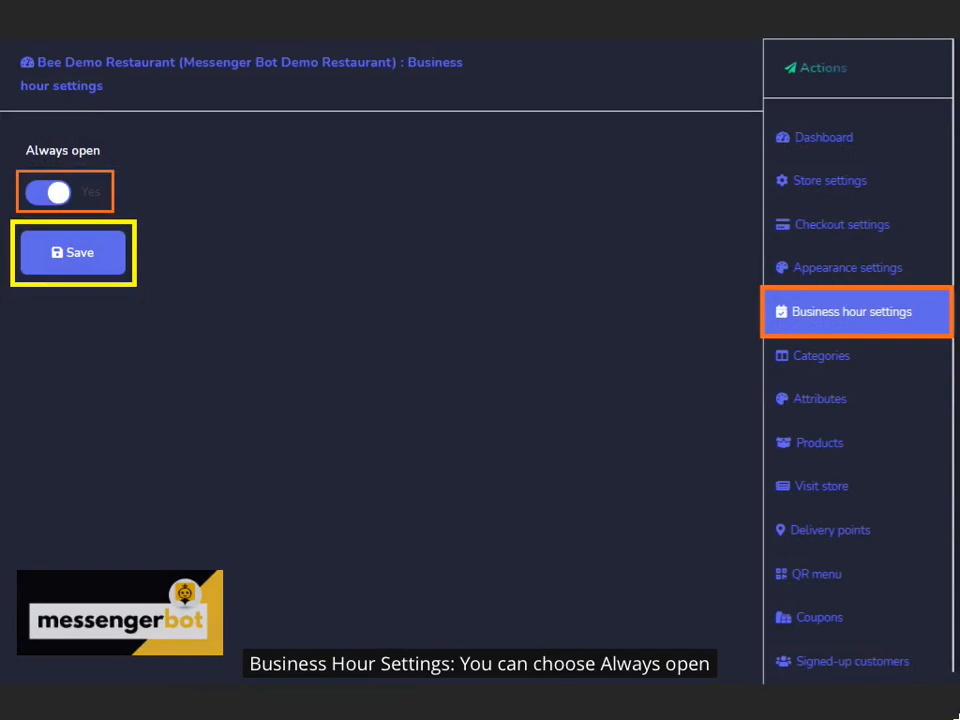 Bee Demo Restaurant (Messenger Bot Demo Restaurant) : Business
hour settings
Always open
Yes
Save
Actions
Dashboard
Store settings
Checkout settings
Appearance settings
Business hour settings
Categories
Attributes
Products
Visit store
Delivery points
QR menu
Coupons
Signed-up customers
messengerbot
Business Hour Settings: You can choose Always open